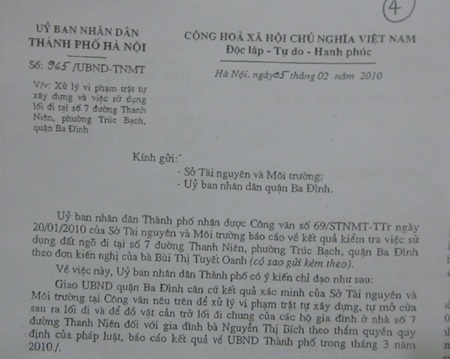 4
UỶ BAN NHÂN DÂN
THÀNH PHỐ HÀ NỘI
CỘNG HOÀ XÃ HỘI CHỦ NGHĨA VIỆT NAM
Độc lập - Tự do - Hạnh phúc
Số: 965/UBND-TNMT
Hà Nội, ngày 05 tháng 02 năm 2010
V/v: Xử lý vi phạm trật tự
xây dựng và việc sử dụng
lối đi tại số 7 đường Thanh
Niên, phường Trúc Bạch,
quận Ba Đình
Kính gửi:
- Sở Tài nguyên và Môi trường;
- Uỷ ban nhân dân quận Ba Đình.
Uỷ ban nhân dân Thành phố nhận được Công văn số 69/STNMT-TTr ngày
20/01/2010 của Sở Tài nguyên và Môi trường báo cáo về kết quả kiểm tra việc sử
dụng đất ngõ đi tại số 7 đường Thanh Niên, phường Trúc Bạch, quận Ba Đình
theo đơn kiến nghị của bà Bùi Thị Tuyết Oanh (có sao gửi kèm theo).
Về việc này, Uỷ ban nhân dân Thành phố có ý kiến chỉ đạo như sau:
Giao UBND quận Ba Đình căn cứ kết quả xác minh của Sở Tài nguyên và
Môi trường tại Công văn nêu trên để xử lý vi phạm trật tự xây dựng, tự mở cửa
sau ra lối đi và để đồ vật cản trở lối đi chung của các hộ gia đình ở nhà số 7
đường Thanh Niên đối với gia đình bà Nguyễn Thị Bích theo thẩm quyền quy
định của pháp luật, báo cáo kết quả về UBND Thành phố trong tháng 3 năm
2010./.